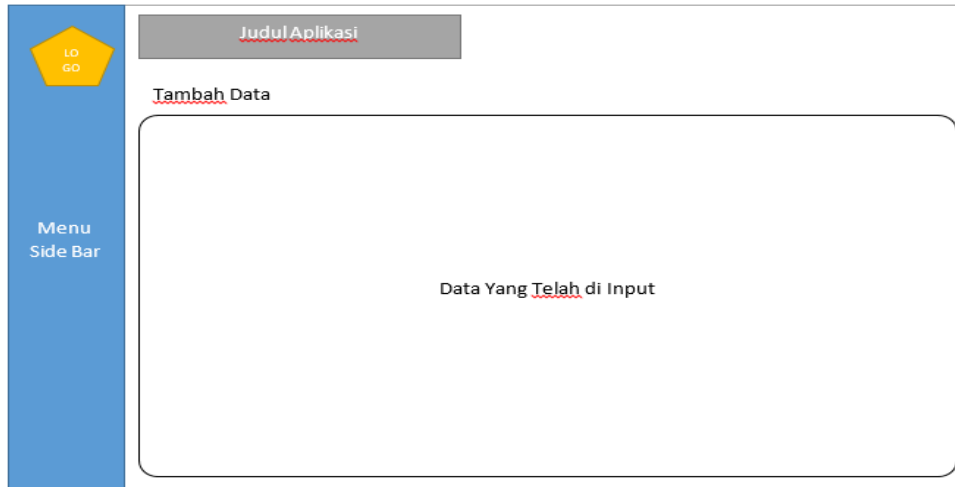 LO
GO
Judul Aplikasi
Tambah Data
Menu
Side Bar
Data Yang Telah di Input